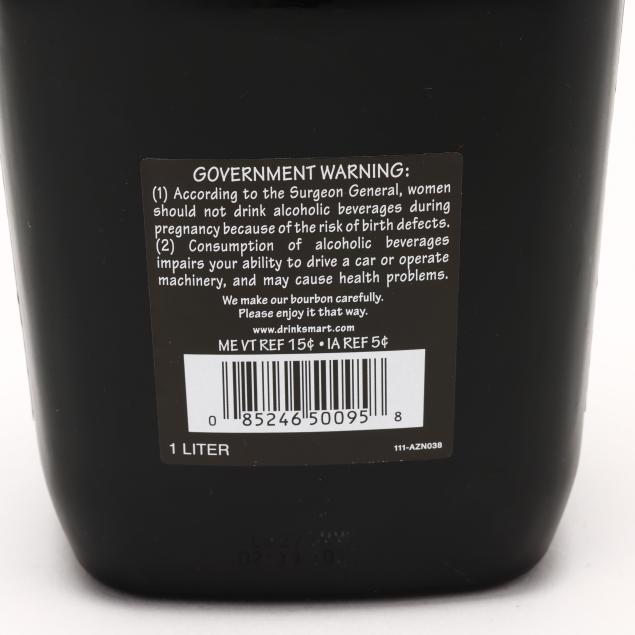 GOVERNMENT WARNING:
(1) According to the Surgeon General, women
should not drink alcoholic beverages during
pregnancy because of the risk of birth defects.
(2) Consumption of alcoholic beverages
impairs your ability to drive a car or operate
machinery, and may cause health problems.
We make our bourbon carefully.
Please enjoy it that way.
www.drinksmart.com
ME VT REF 15¢ • IA REF 5¢
0 85246 50095 8
1 LITER 111-AZN038